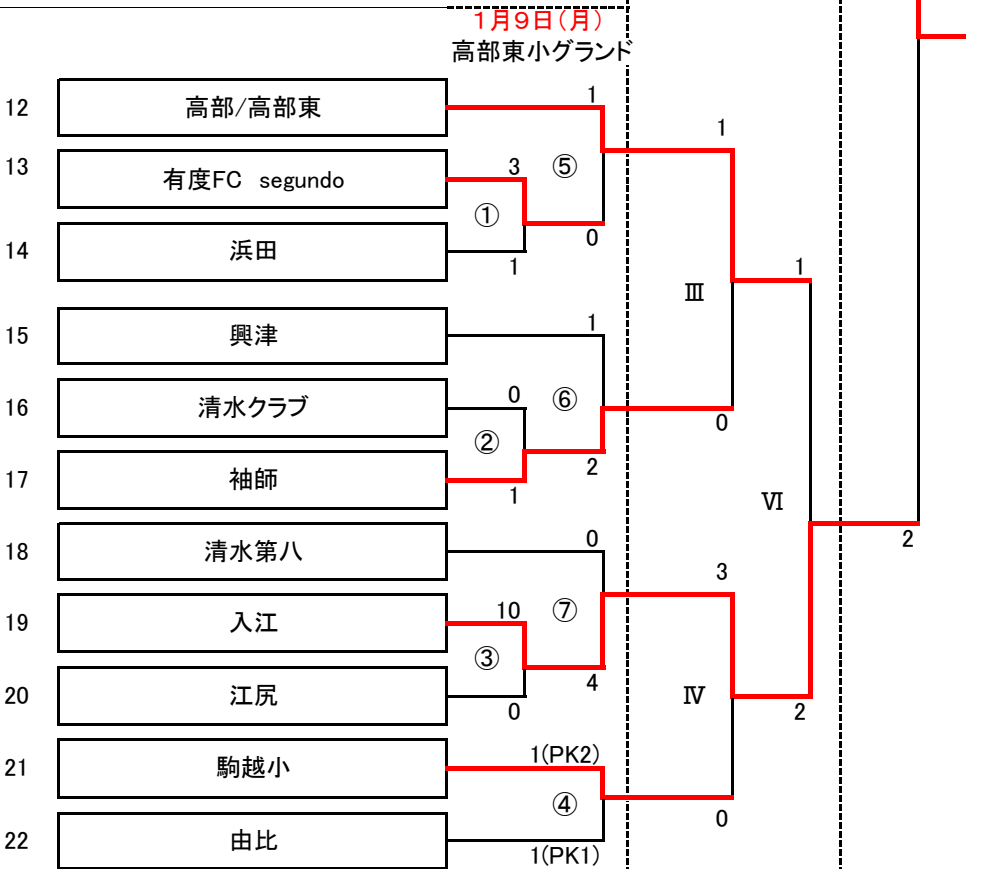 1月9日(月)
高部東小グランド
12 高部/高部東 1
1
13 有度FC segundo 3 ⑤
①
0
14 浜田 1
1
Ⅲ
15 興津 1
16 清水クラブ 0 ⑥
0
②
2
17 袖師 1
Ⅵ
18 清水第八 0
2
3
19 入江 10 ⑦
③
4
20 江尻 0
Ⅳ
2
21 駒越小 1(PK2)
④
0
22 由比 1(PK1)